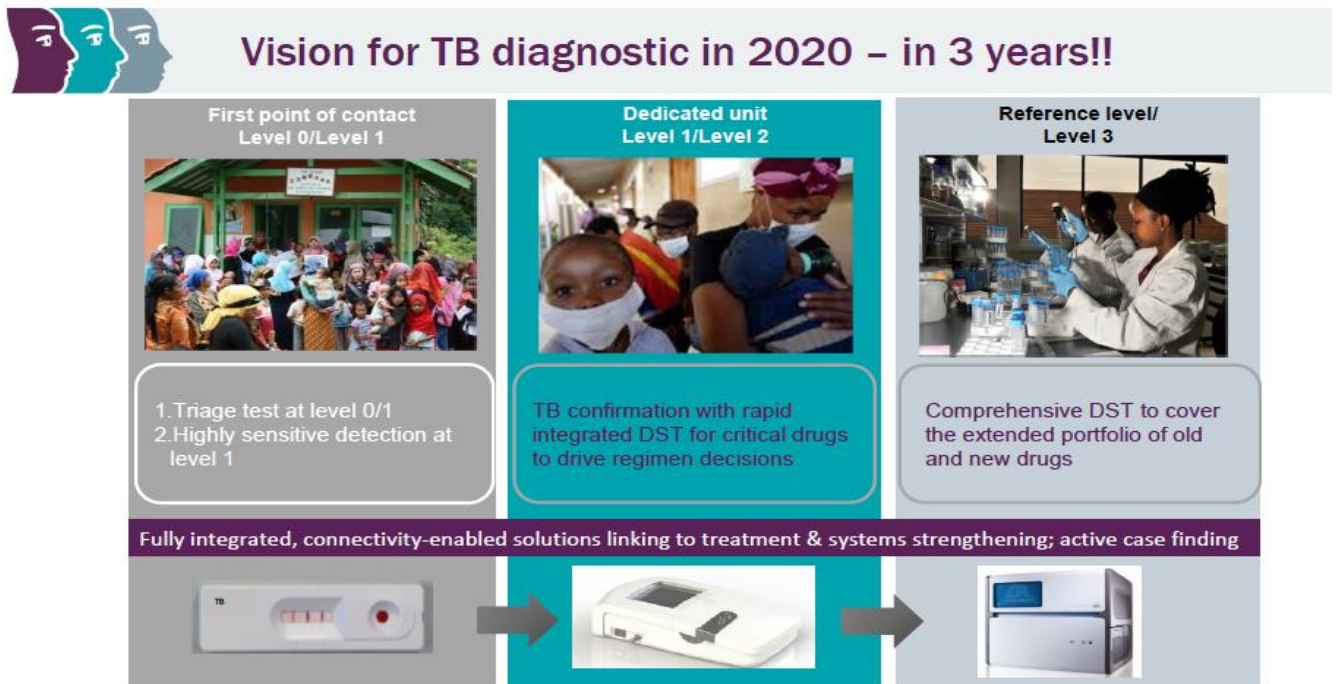 Vision for TB diagnostic in 2020 – in 3 years!!
First point of contact
Level 0/Level 1
1.Triage test at level 0/1
2.Highly sensitive detection at
level 1
Dedicated unit
Level 1/Level 2
TB confirmation with rapid
integrated DST for critical drugs
to drive regimen decisions
Reference level/
Level 3
Comprehensive DST to cover
the extended portfolio of old
and new drugs
Fully integrated, connectivity-enabled solutions linking to treatment & systems strengthening; active case finding
TB